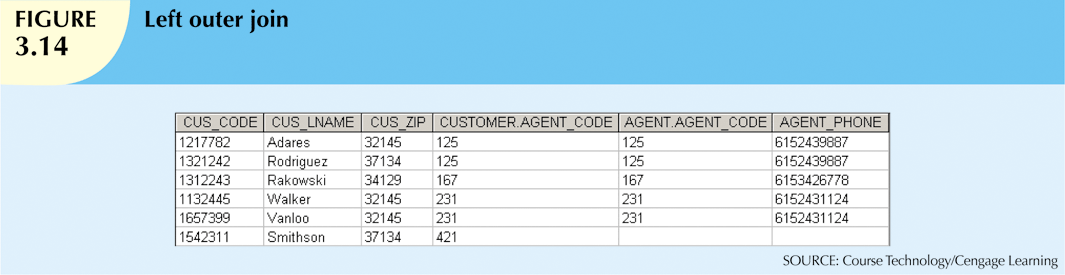 FIGURE 3.14
Left outer join
CUS_CODE CUS_LNAME CUS_ZIP CUSTOMER.AGENT_CODE AGENT.AGENT_CODE AGENT_PHONE
1217782 Adares 32145 125 125 6152439887
1321242 Rodriguez 37134 125 125 6152439887
1312243 Rakowski 34129 167 167 6153426778
1132445 Walker 32145 231 231 6152431124
1657399 Vanloo 32145 231 231 6152431124
1542311 Smithson 37134 421
SOURCE: Course Technology/Cengage Learning